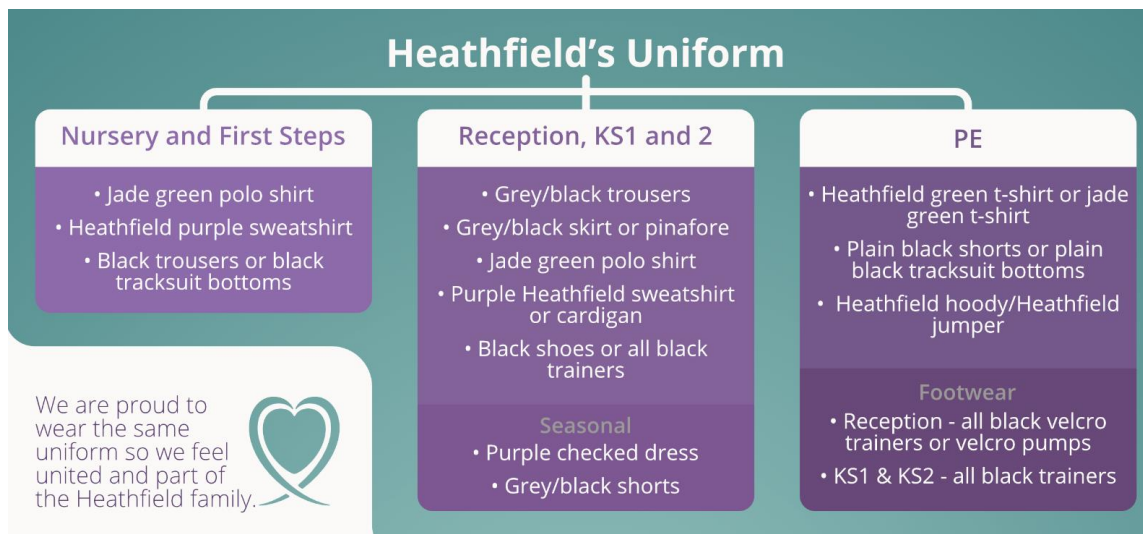 Heathfield's Uniform
Nursery and First Steps
• Jade green polo shirt
• Heathfield purple sweatshirt
• Black trousers or black
tracksuit bottoms
Reception, KS1 and 2
• Grey/black trousers
• Grey/black skirt or pinafore
• Jade green polo shirt
• Purple Heathfield sweatshirt
or cardigan
• Black shoes or all black
trainers
Seasonal
• Purple checked dress
• Grey/black shorts
PE
• Heathfield green t-shirt or jade
green t-shirt
• Plain black shorts or plain
black tracksuit bottoms
• Heathfield hoody/Heathfield
jumper
Footwear
• Reception - all black velcro
trainers or velcro pumps
• KS1 & KS2 - all black trainers
We are proud to
wear the same
uniform so we feel
united and part of
the Heathfield family.